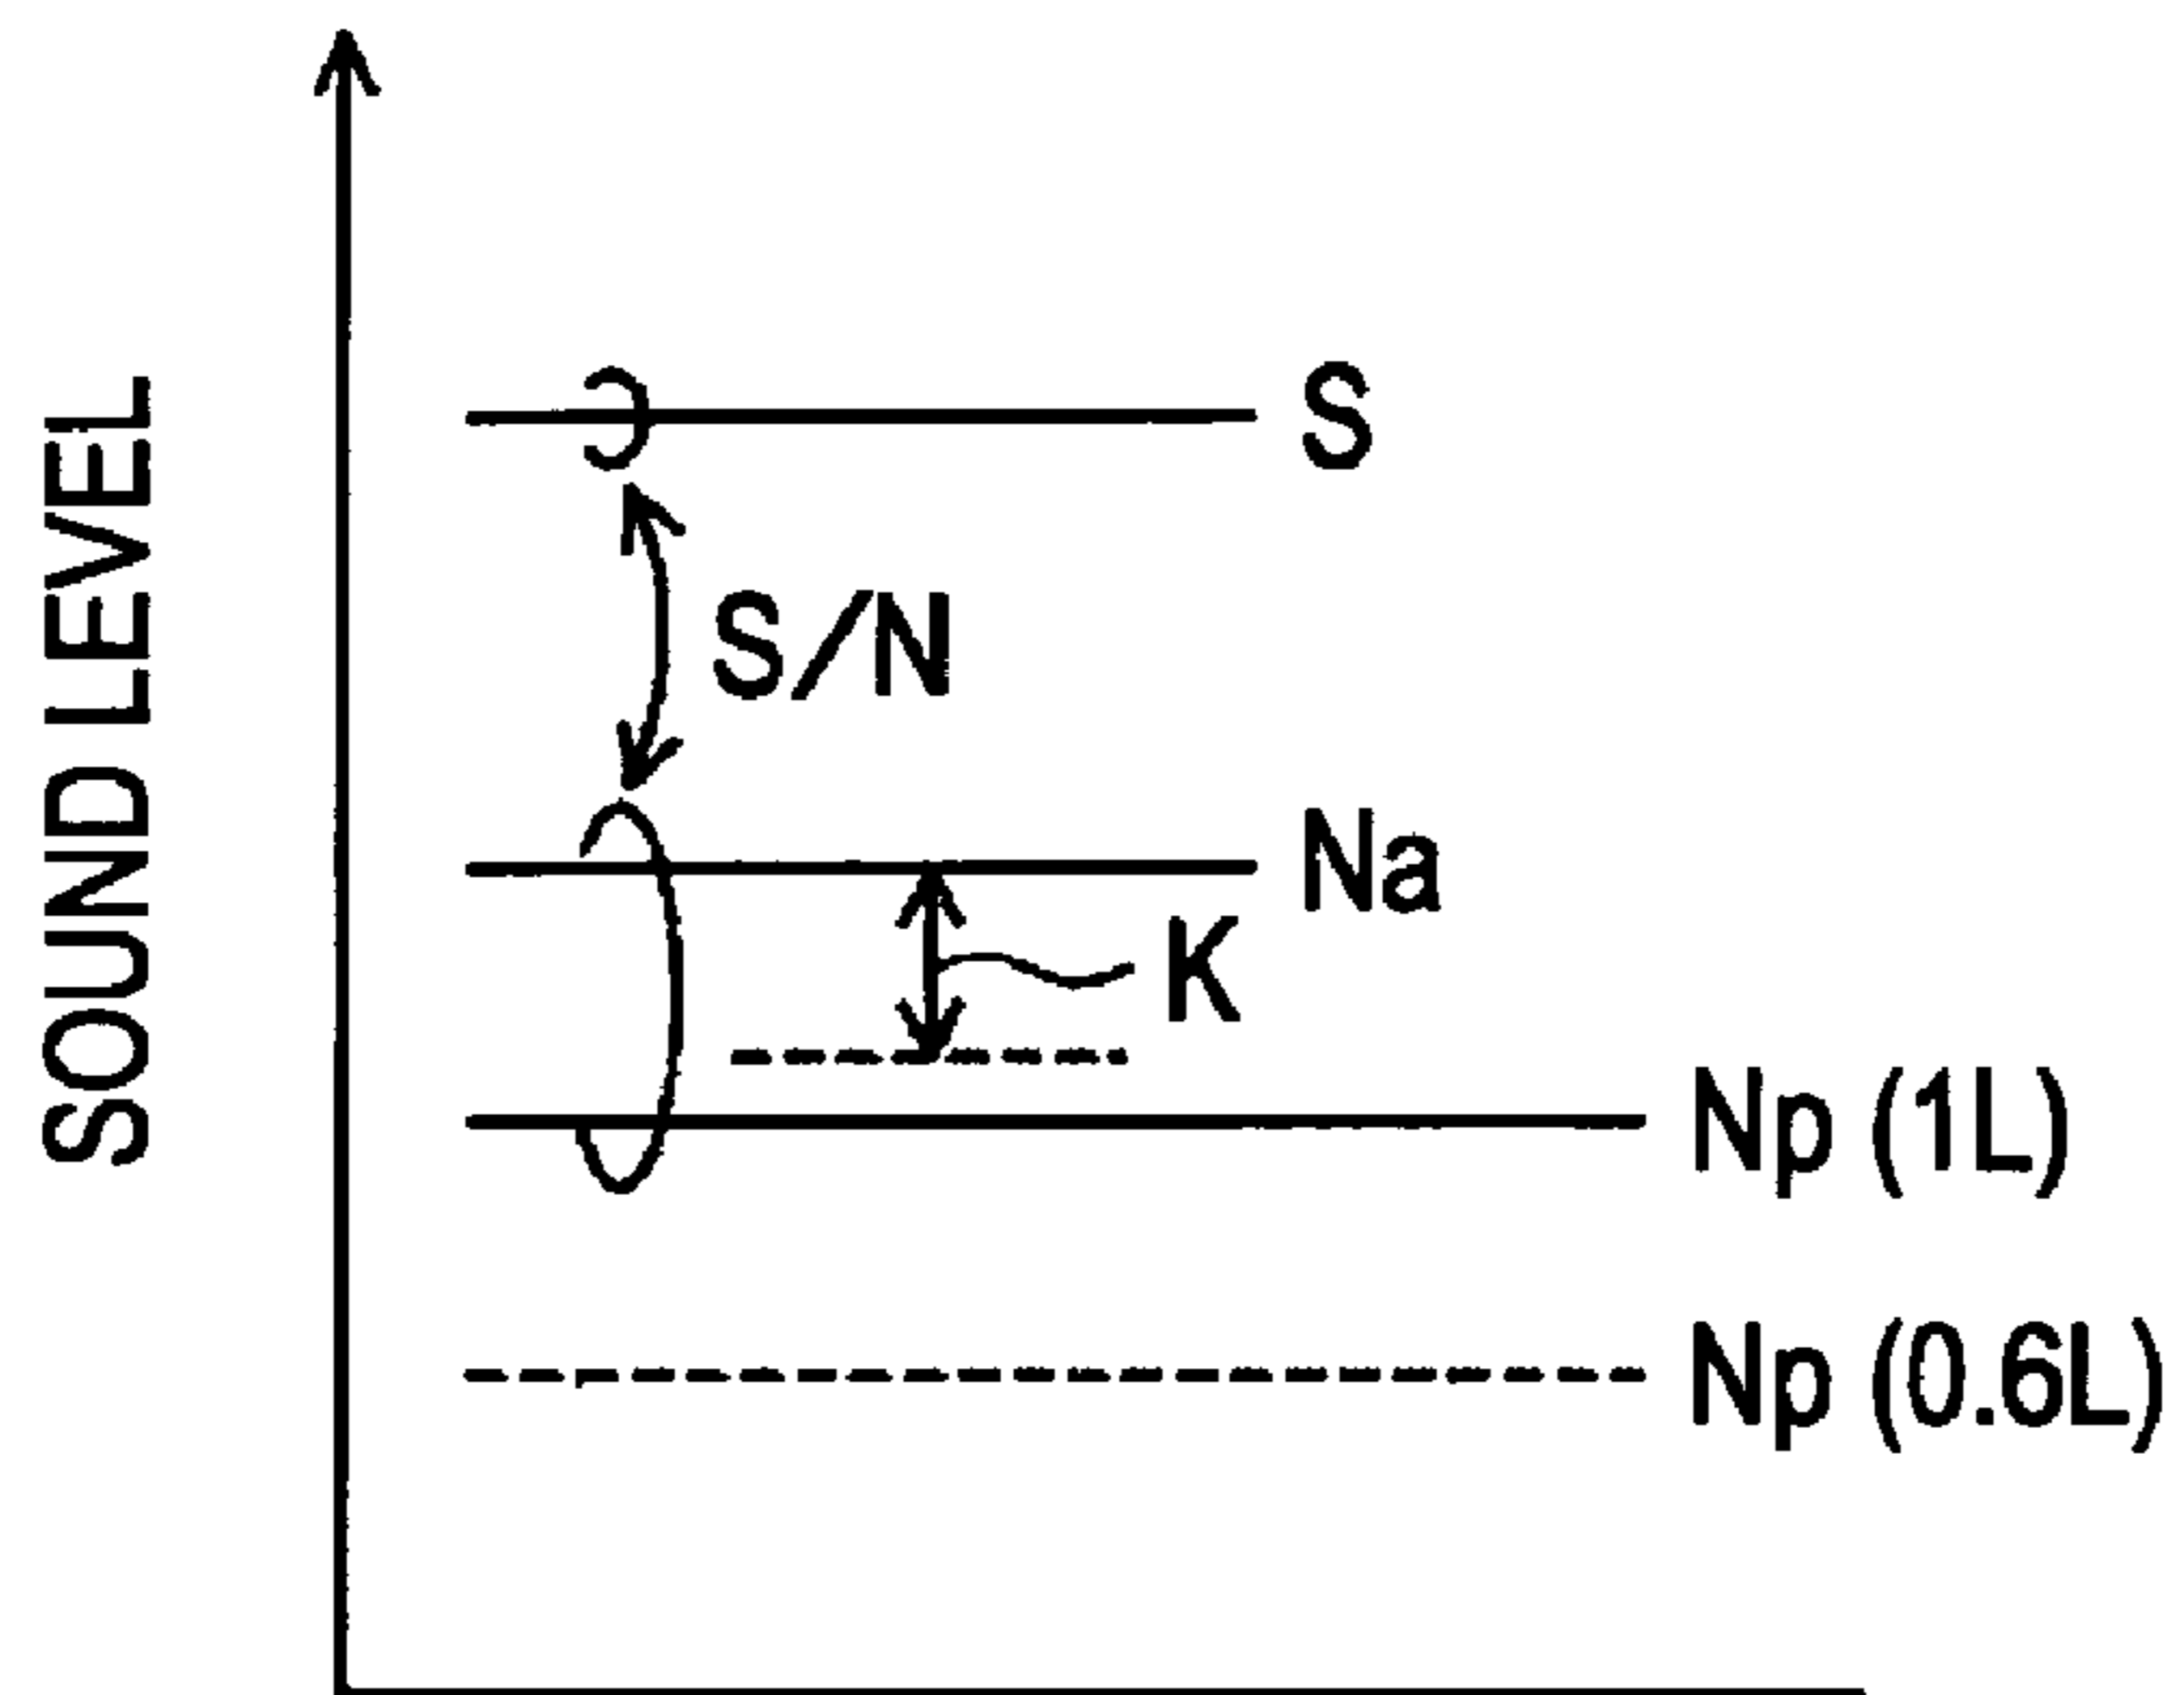 SOUND LEVEL
S
S/N
Na
K
Np (1L)
Np (0.6L)